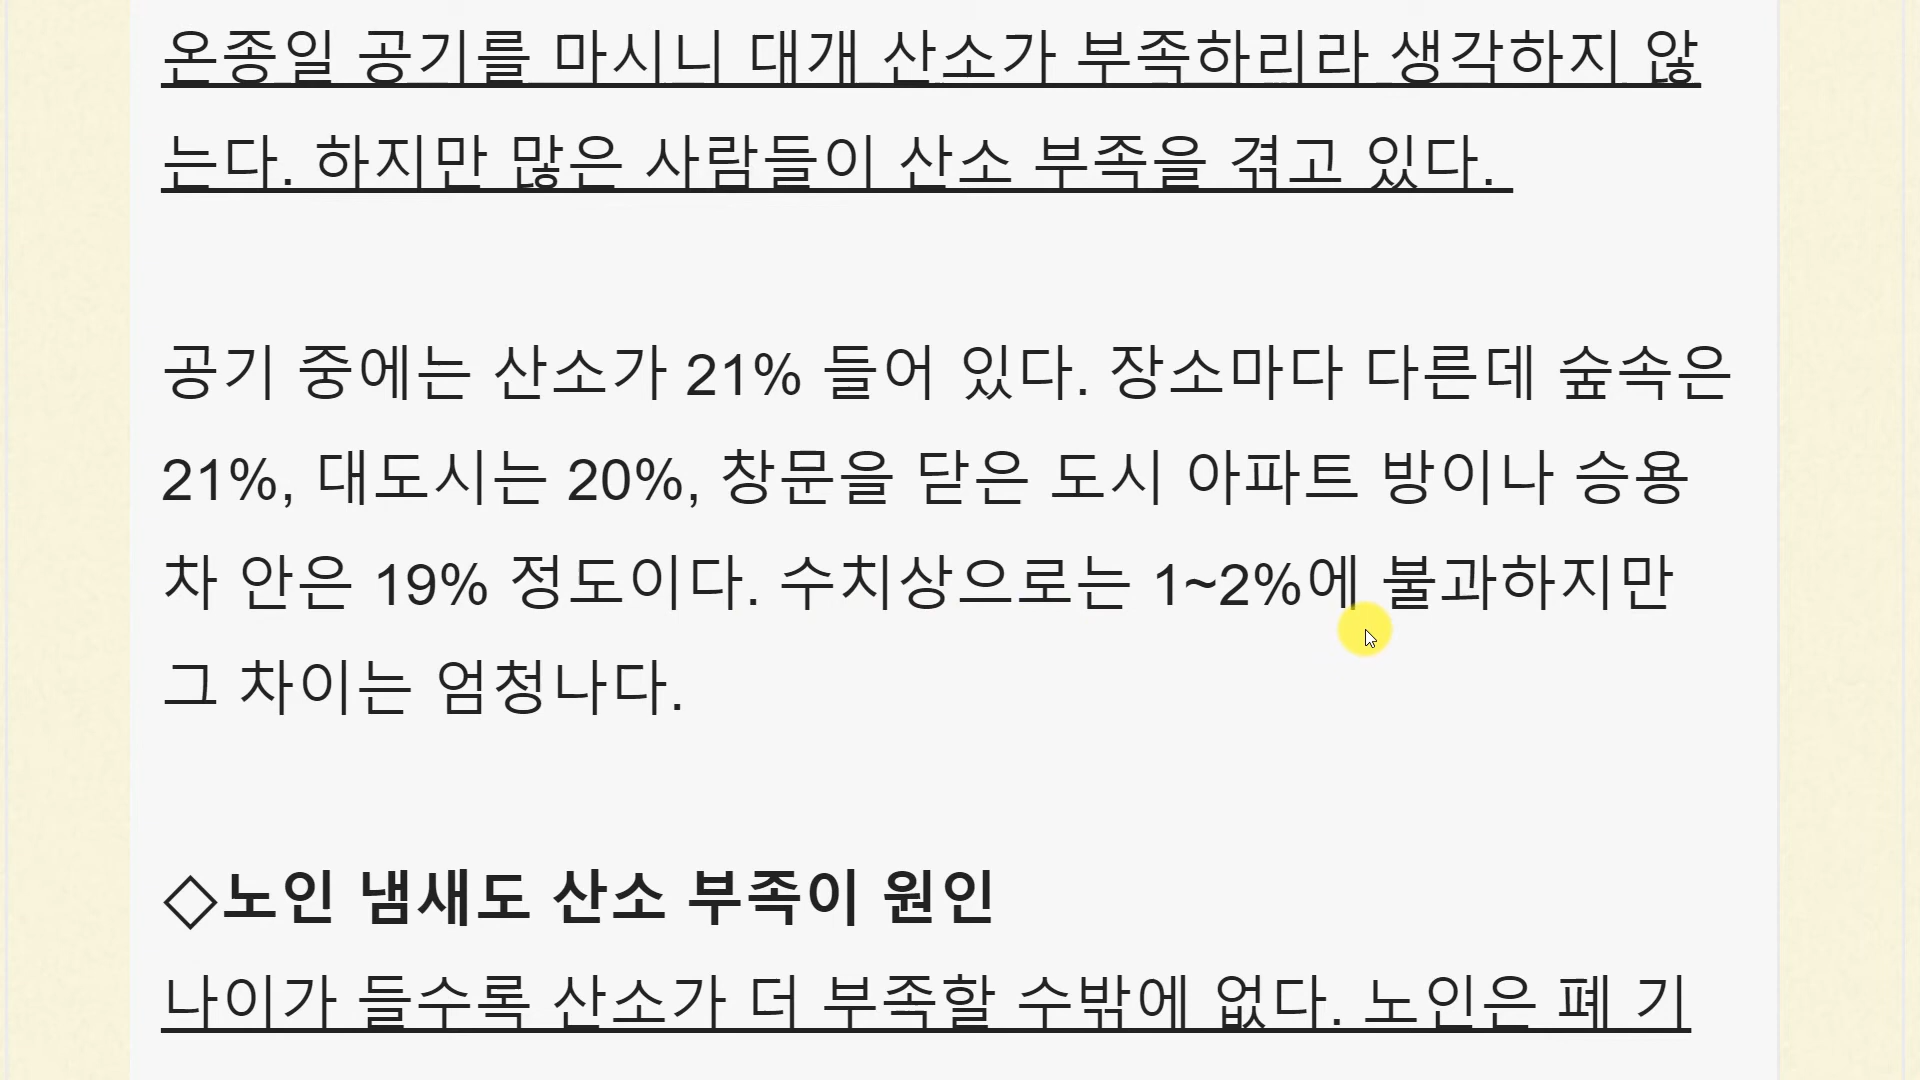 온종일 공기를 마시니 대개 산소가 부족하리라 생각하지 않
는다. 하지만 많은 사람들이 산소 부족을 겪고 있다.
공기 중에는 산소가 21% 들어 있다. 장소마다 다른데 숲속은
21%, 대도시는 20%, 창문을 닫은 도시 아파트 방이나 승용
차 안은 19% 정도이다. 수치상으로는 1~2%에 불과하지만
그 차이는 엄청나다.
◇노인 냄새도 산소 부족이 원인
나이가 들수록 산소가 더 부족할 수밖에 없다. 노인은 폐 기